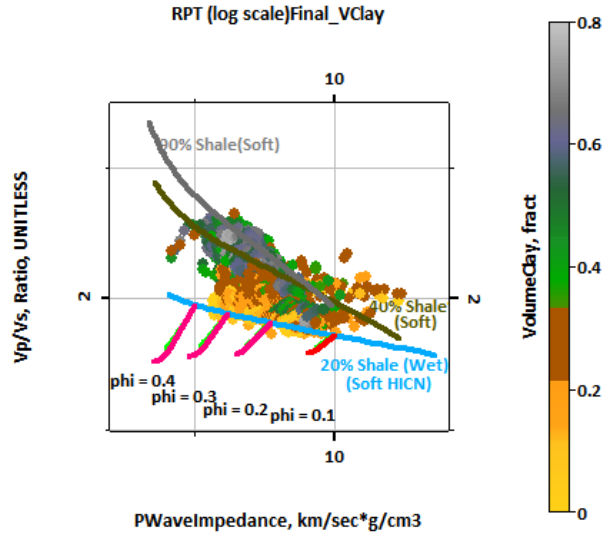 RPT (log scale)Final_VClay
10
0.8
90% Shale(Soft)
0.6
Vp/Vs, Ratio, UNITLESS
VolumeClay, fract
0.4
2
2
40% Shale
(Soft)
20% Shale (Wet)
(Soft HICN)
phi = 0.4
phi = 0.3
phi = 0.2
phi = 0.1
0.2
10
0
PWaveImpedance, km/sec*g/cm3